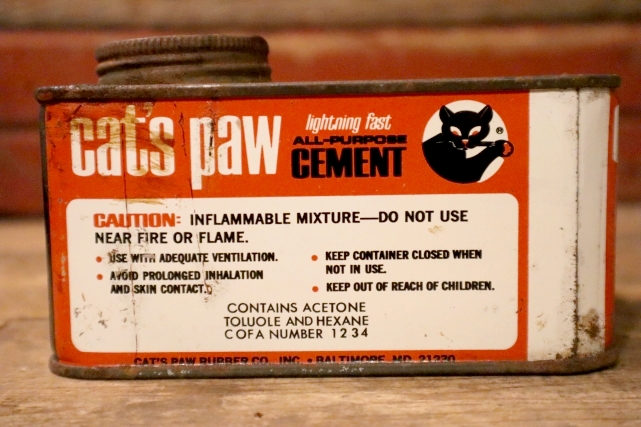 cat's paw
lightning fast
ALL-PURPOSE
CEMENT
®
CAUTION: INFLAMMABLE MIXTURE—DO NOT USE
NEAR FIRE OR FLAME.
• USE WITH ADEQUATE VENTILATION.
• AVOID PROLONGED INHALATION
AND SKIN CONTACT.
• KEEP CONTAINER CLOSED WHEN
NOT IN USE.
• KEEP OUT OF REACH OF CHILDREN.
CONTAINS ACETONE
TOLUOLE AND HEXANE
C OF A NUMBER 1234
CAT'S PAW RUBBER CO., INC. • BALTIMORE, MD. 21230